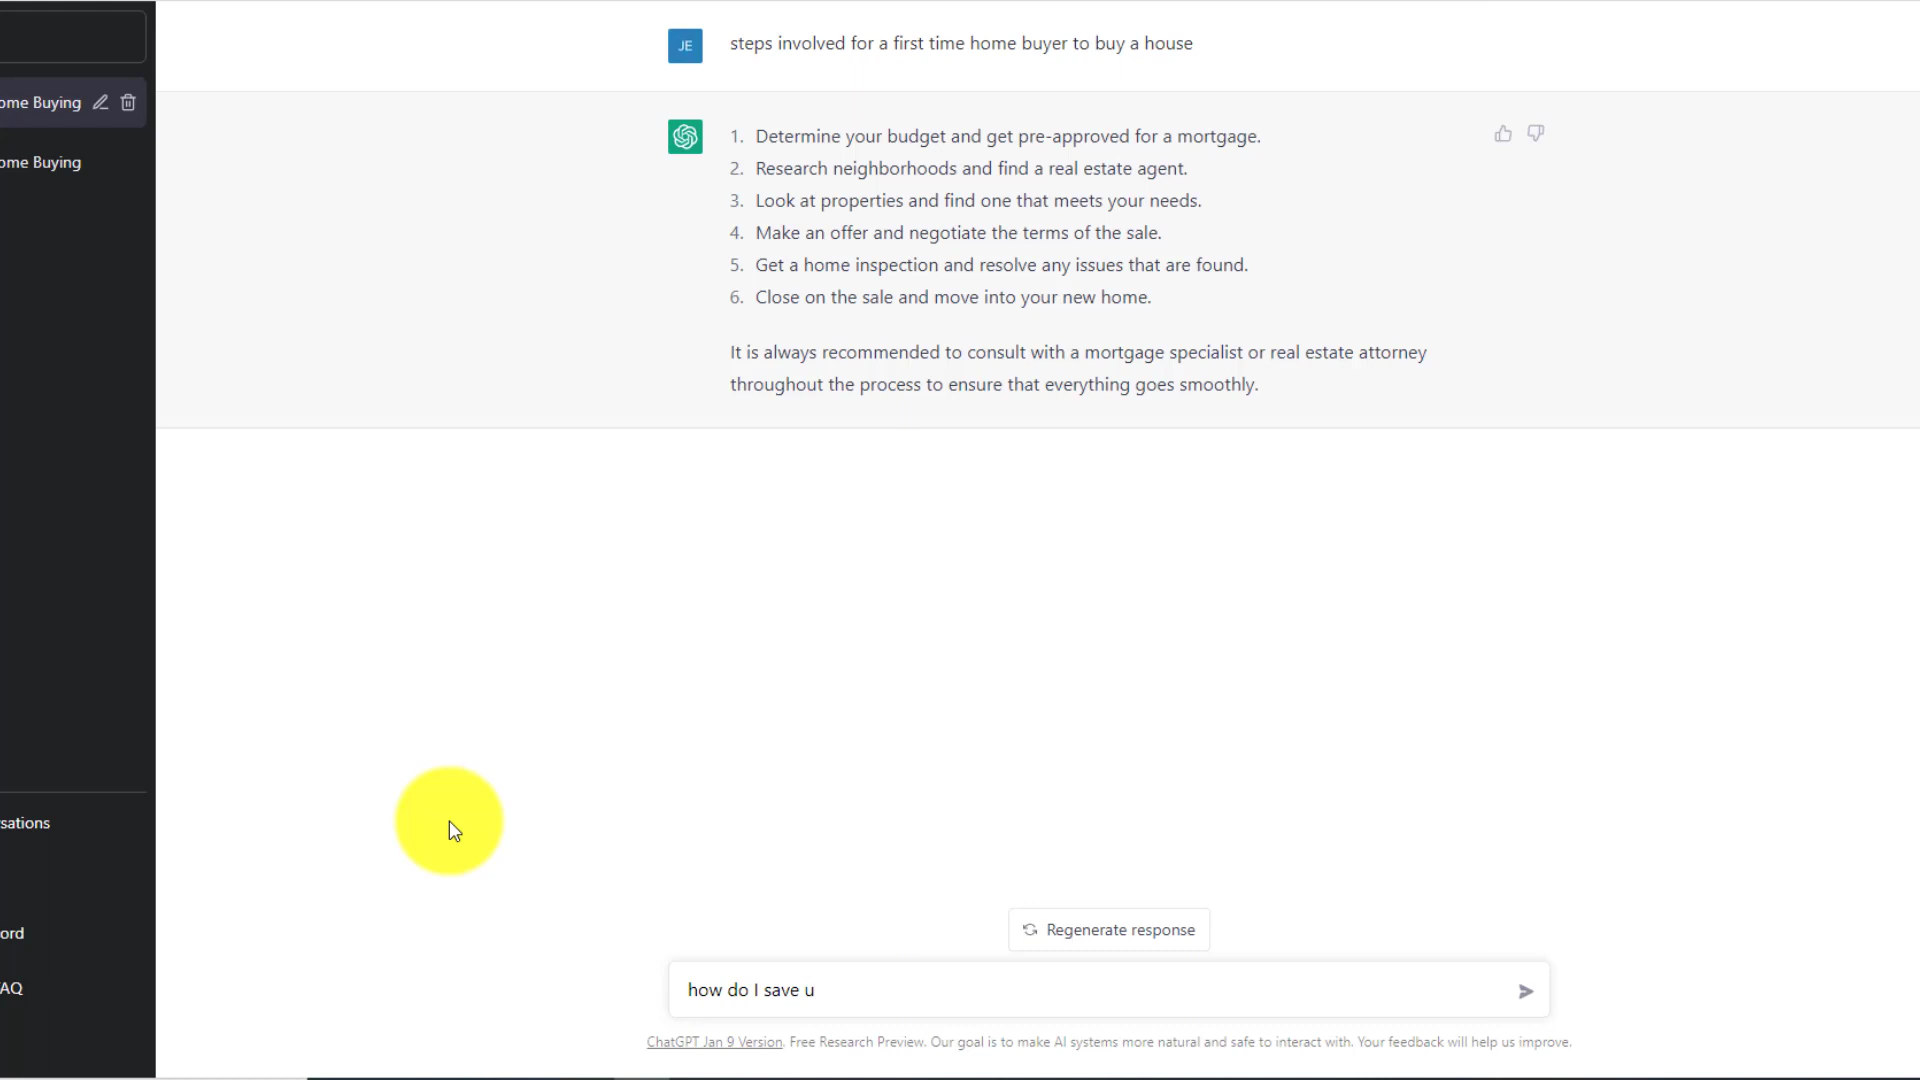 JE
steps involved for a first time home buyer to buy a house
ome Buying
ome Buying
1. Determine your budget and get pre-approved for a mortgage.
2. Research neighborhoods and find a real estate agent.
3. Look at properties and find one that meets your needs.
4. Make an offer and negotiate the terms of the sale.
5. Get a home inspection and resolve any issues that are found.
6. Close on the sale and move into your new home.
It is always recommended to consult with a mortgage specialist or real estate attorney
throughout the process to ensure that everything goes smoothly.
sations
ord
AQ
Regenerate response
how do I save u
ChatGPT Jan 9 Version. Free Research Preview. Our goal is to make AI systems more natural and safe to interact with. Your feedback will help us improve.